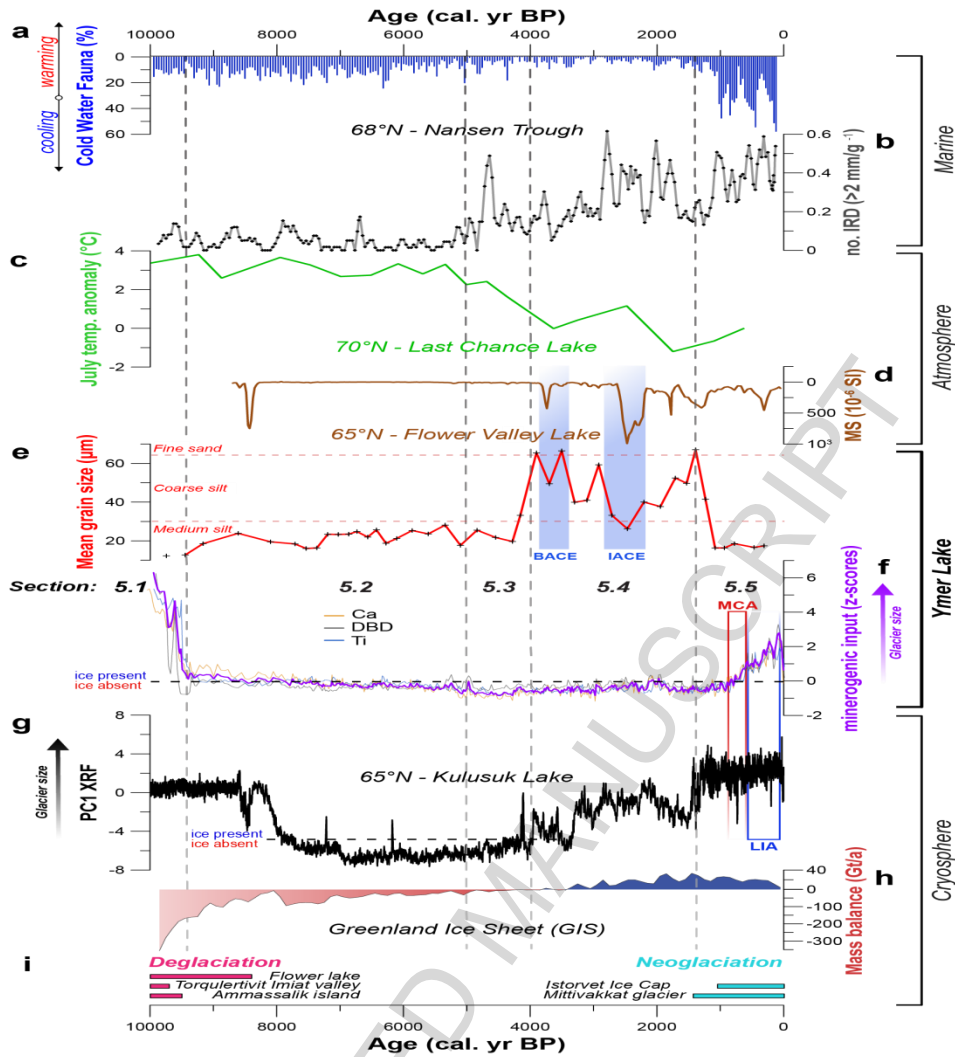 Age (cal. yr BP)
10000 8000 6000 4000 2000 0
a
warming
cooling
Cold Water Fauna (%)
0
20
40
60
68°N - Nansen Trough
b
no. IRD (>2 mm/g⁻¹)
0.6
0.4
0.2
0
Marine
c
July temp. anomaly (°C)
4
2
0
-2
70°N - Last Chance Lake
Atmosphere
d
MS (10⁻⁶ SI)
0
500
10³
65°N - Flower Valley Lake
e
Mean grain size (µm)
60
40
20
Fine sand
Coarse silt
Medium silt
BACE
IACE
Section: 5.1 5.2 5.3 5.4 5.5
Ymer Lake
f
Glacier size
minerogenic input (z-scores)
6
4
2
0
-2
Ca
DBD
Ti
MCA
ice present
ice absent
g
Glacier size
PC1 XRF
8
4
0
-4
-8
65°N - Kulusuk Lake
ice present
ice absent
LIA
Cryosphere
h
Mass balance (Gt/a)
40
0
-100
-200
-300
Greenland Ice Sheet (GIS)
i
Deglaciation
Neoglaciation
Flower lake
Torqulertivit Imiat valley
Ammassalik island
Istorvet Ice Cap
Mittivakkat glacier
10000 8000 6000 4000 2000 0
Age (cal. yr BP)
ED MANUSCRIPT